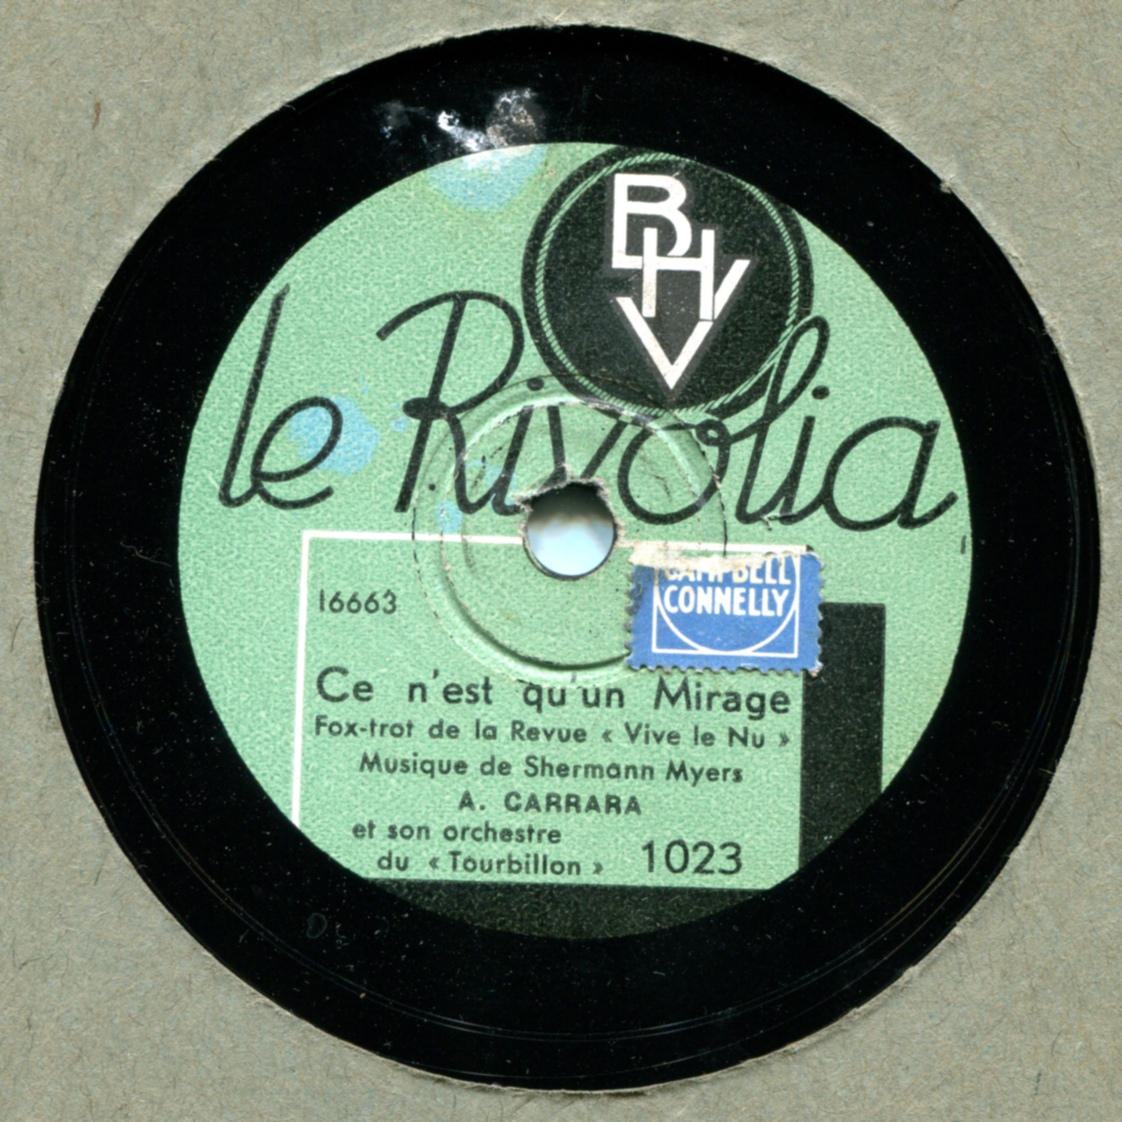 BHV
le Rivolia
CAMPBELL
CONNELLY
16663
Ce n'est qu'un Mirage
Fox-trot de la Revue « Vive le Nu »
Musique de Shermann Myers
A. CARRARA
et son orchestre
du « Tourbillon » 1023